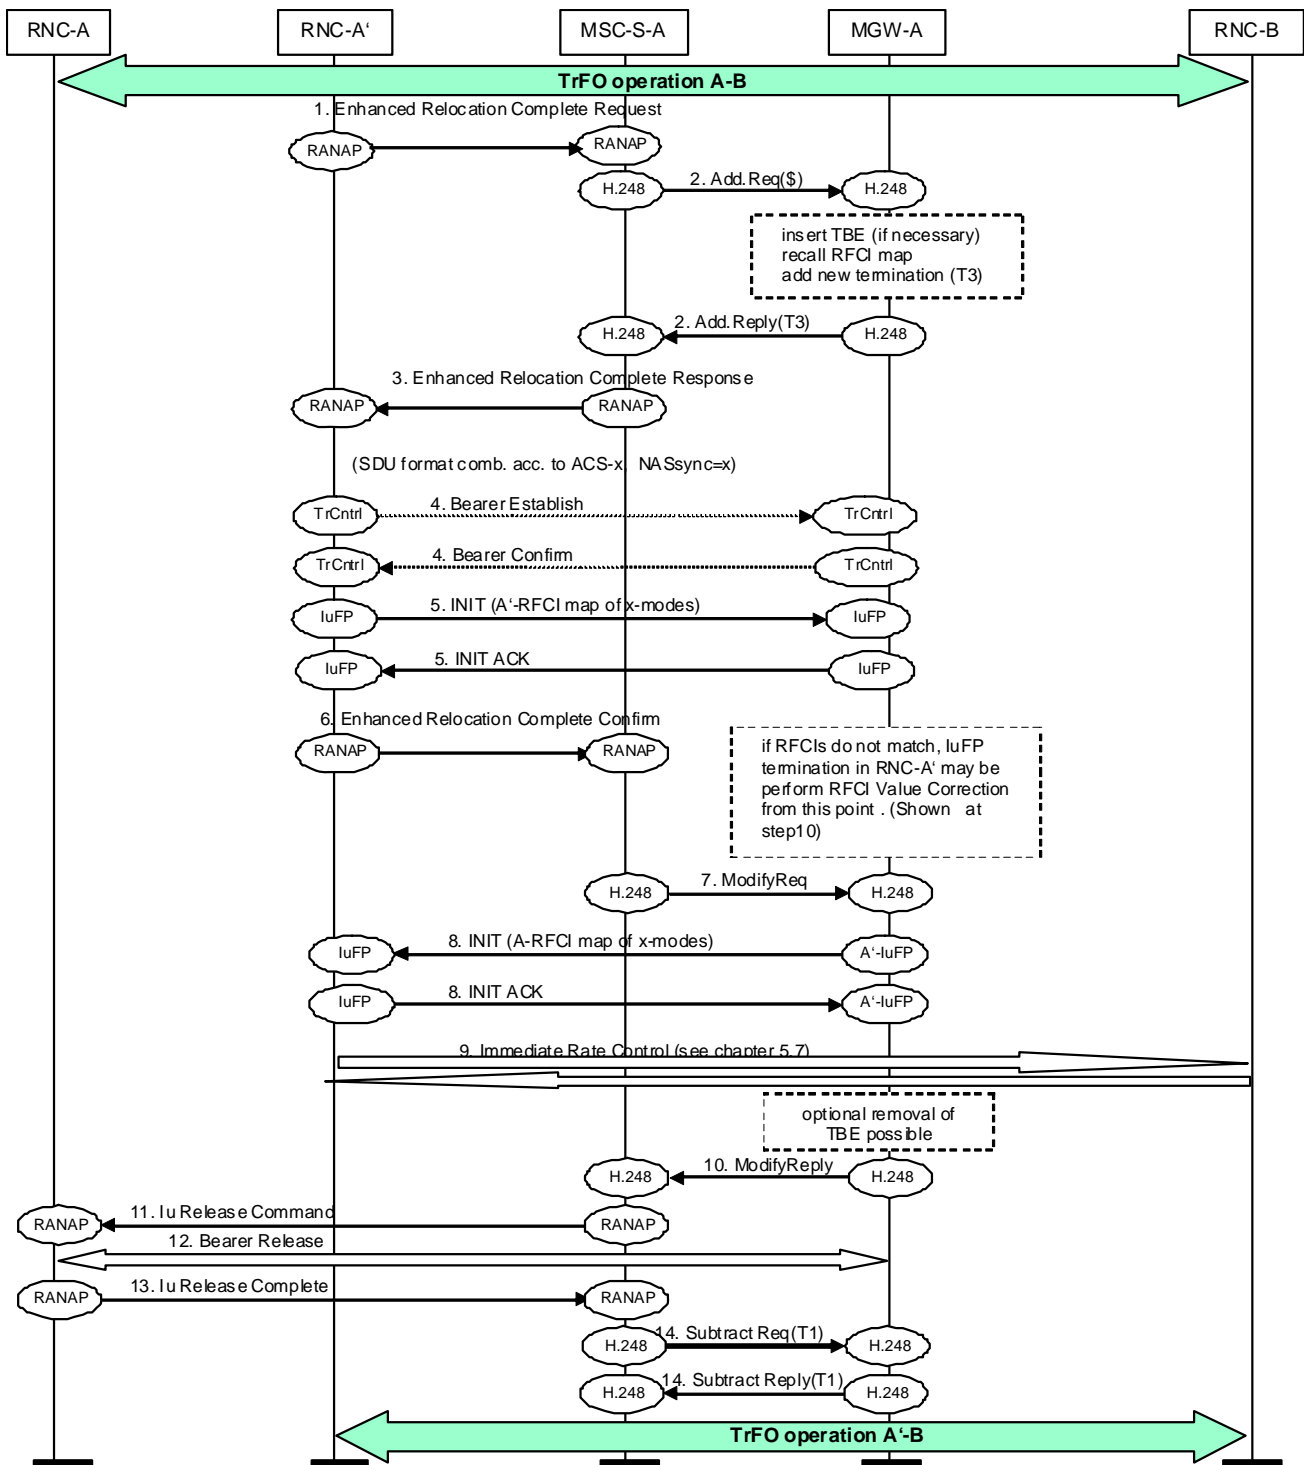 RNC-A
RNC-A‘
MSC-S-A
MGW-A
RNC-B
TrFO operation A-B
1. Enhanced Relocation Complete Request
RANAP
RANAP
H.248
2. Add.Req($)
H.248
insert TBE (if necessary)
recall RFCI map
add new termination (T3)
H.248
2. Add.Reply(T3)
H.248
3. Enhanced Relocation Complete Response
RANAP
RANAP
(SDU format comb. acc. to ACS-x, NASsync=x)
TrCntrl
4. Bearer Establish
TrCntrl
TrCntrl
4. Bearer Confirm
TrCntrl
IuFP
5. INIT (A‘-RFCI map of x-modes)
IuFP
IuFP
5. INIT ACK
IuFP
6. Enhanced Relocation Complete Confirm
RANAP
RANAP
if RFCIs do not match, IuFP
termination in RNC-A‘ may be
perform RFCI Value Correction
from this point . (Shown at
step10)
H.248
7. ModifyReq
H.248
IuFP
8. INIT (A-RFCI map of x-modes)
A‘-IuFP
IuFP
8. INIT ACK
A‘-IuFP
9. Immediate Rate Control (see chapter 5.7)
optional removal of
TBE possible
H.248
10. ModifyReply
H.248
RANAP
11. Iu Release Command
RANAP
12. Bearer Release
RANAP
13. Iu Release Complete
RANAP
H.248
14. Subtract Req(T1)
H.248
H.248
14. Subtract Reply(T1)
H.248
TrFO operation A‘-B